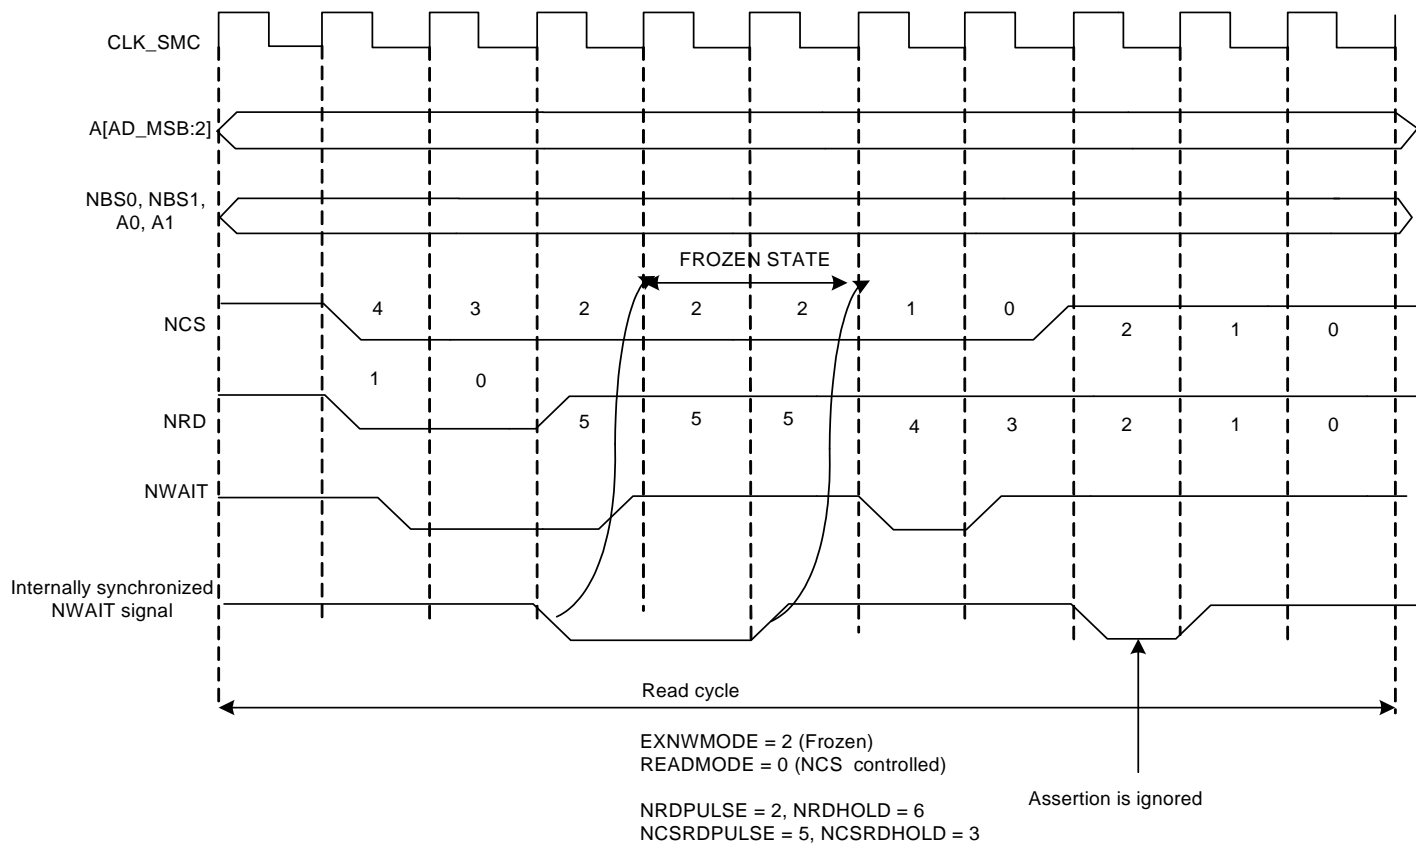 CLK_SMC
A[AD_MSB:2]
NBS0, NBS1,
A0, A1
FROZEN STATE
NCS
4 3 2 2 2 1 0
2 1 0
1 0
NRD
5 5 5 4 3 2 1 0
NWAIT
Internally synchronized
NWAIT signal
Read cycle
EXNWMODE = 2 (Frozen)
READMODE = 0 (NCS controlled)
Assertion is ignored
NRDPULSE = 2, NRDHOLD = 6
NCSRDPULSE = 5, NCSRDHOLD = 3